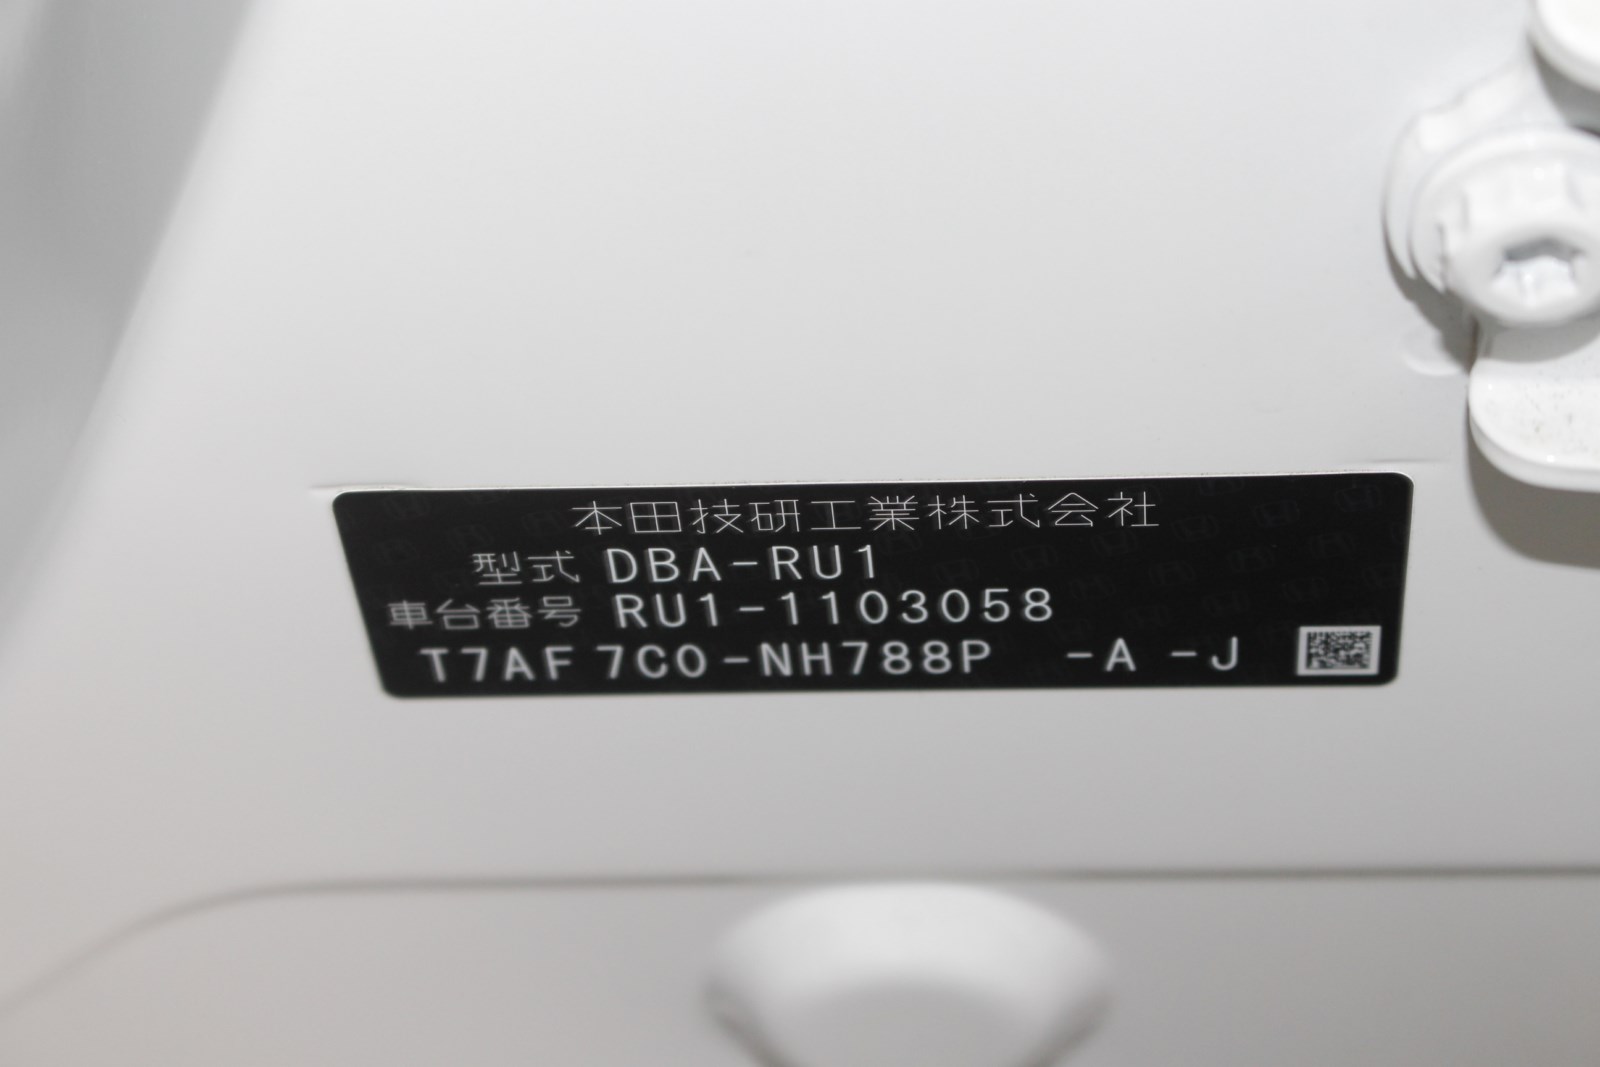 本田技研工業株式会社
型式 DBA-RU1
車台番号 RU1-1103058
T7AF 7C0-NH788P -A -J